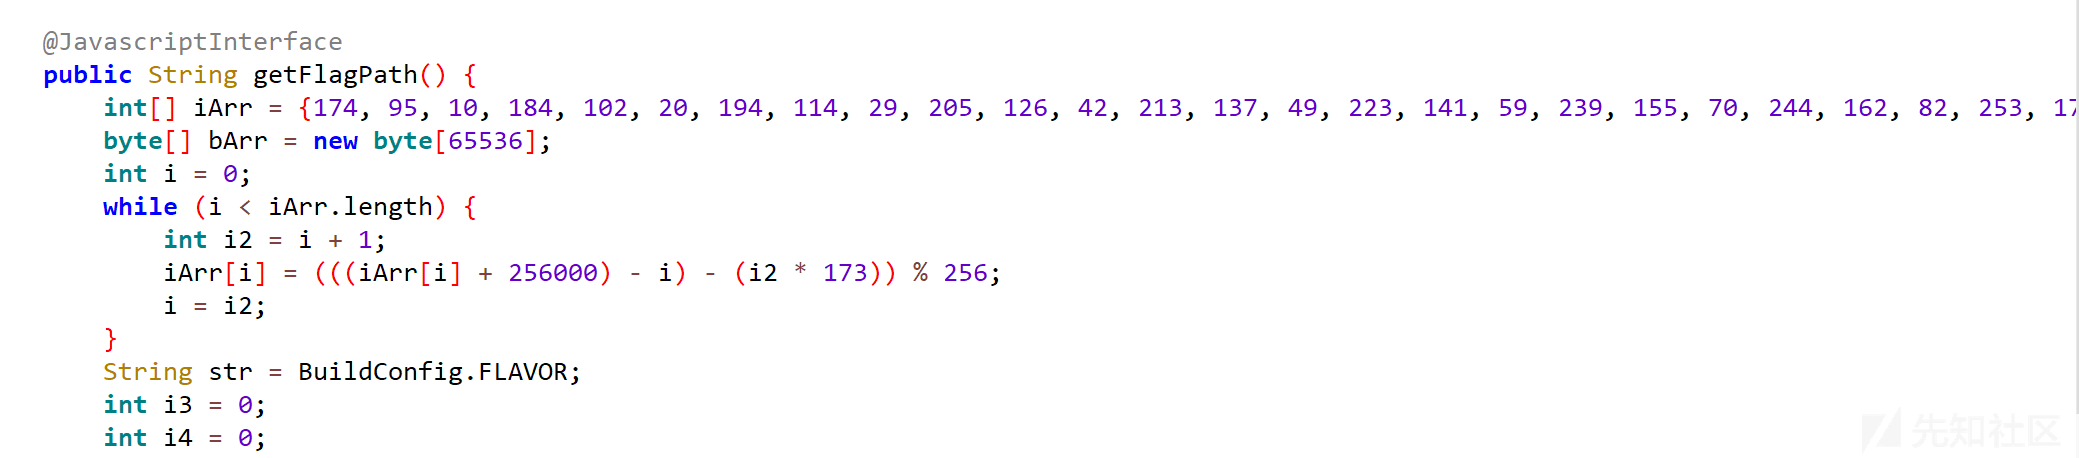 @JavascriptInterface
public String getFlagPath() {
int[] iArr = {174, 95, 10, 184, 102, 20, 194, 114, 29, 205, 126, 42, 213, 137, 49, 223, 141, 59, 239, 155, 70, 244, 162, 82, 253,
byte[] bArr = new byte[65536];
int i = 0;
while (i < iArr.length) {
int i2 = i + 1;
iArr[i] = (((iArr[i] + 256000) - i) - (i2 * 173)) % 256;
i = i2;
}
String str = BuildConfig.FLAVOR;
int i3 = 0;
int i4 = 0;
先知社区